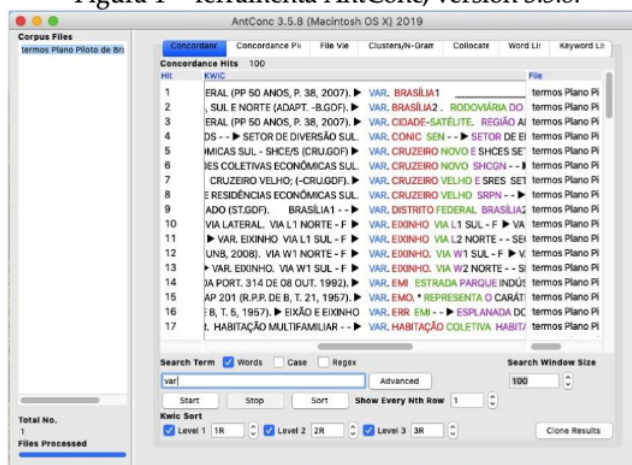 Figura 1 – Ferramenta AntConc, versão 3.5.8.
AntConc 3.5.8 (Macintosh OS X) 2019
Corpus Files
termos Plano Piloto de Bra
Concordanc Concordance Pl File Vie Clusters/N-Gram Collocate Word Li Keyword Li
Concordance Hits 100
Hit KWIC File
1 ERAL (PP 50 ANOS, P. 38, 2007). ▶ VAR. BRASÍLIA1 termos Plano Pi
2 , SUL E NORTE (ADAPT. -B.GDF). ▶ VAR. BRASÍLIA2 . RODOVIÁRIA DO termos Plano Pi
3 ERAL (PP 50 ANOS, P. 38, 2007). ▶ VAR. CIDADE-SATÉLITE. REGIÃO A termos Plano Pi
4 DS - - ▶ SETOR DE DIVERSÃO SUL. VAR. CONIC SEN - - ▶ SETOR DE E termos Plano Pi
5 ÔMICAS SUL - SHCE/S (CRU.GDF). ▶ VAR. CRUZEIRO NOVO E SHCES SE termos Plano Pi
6 DES COLETIVAS ECONÔMICAS SUL. VAR. CRUZEIRO NOVO SHCGN - - termos Plano Pi
7 CRUZEIRO VELHO; (-CRU.GDF). ▶ VAR. CRUZEIRO VELHO E SRES SET termos Plano Pi
8 E RESIDÊNCIAS ECONÔMICAS SUL. VAR. CRUZEIRO VELHO SRPN - - ▶ termos Plano Pi
9 ADO (ST.GDF). BRASÍLIA1 - - ▶ VAR. DISTRITO FEDERAL BRASÍLIA2 termos Plano Pi
10 VIA LATERAL. VIA L1 NORTE - F ▶ VAR. EIXINHO VIA L1 SUL - F ▶ VA termos Plano Pi
11 ▶ VAR. EIXINHO VIA L1 SUL - F ▶ VAR. EIXINHO VIA L2 NORTE - - SE termos Plano Pi
12 UNB, 2008). VIA W1 NORTE - F ▶ VAR. EIXINHO. VIA W1 SUL - F ▶ V. termos Plano Pi
13 ▶ VAR. EIXINHO. VIA W1 SUL - F ▶ VAR. EIXINHO. VIA W2 NORTE - - S termos Plano Pi
14 DA PORT. 314 DE 08 OUT. 1992). ▶ VAR. EMI ESTRADA PARQUE INDÚS termos Plano Pi
15 AP 201 (R.P.P. DE B, T. 21, 1957). ▶ VAR. EMO. * REPRESENTA O CARÁT termos Plano Pi
16 E B, T. 5, 1957). ▶ EIXÃO E EIXINHO VAR. ERR EMI - - ▶ ESPLANADA DO termos Plano Pi
17 . HABITAÇÃO MULTIFAMILIAR - - ▶ VAR. HABITAÇÃO COLETIVA HABITA termos Plano Pi
Search Term Words Case Regex Search Window Size
var Advanced 100
Start Stop Sort Show Every Nth Row 1
Kwic Sort
Level 1 1R Level 2 2R Level 3 3R Clone Results
Total No.
1
Files Processed